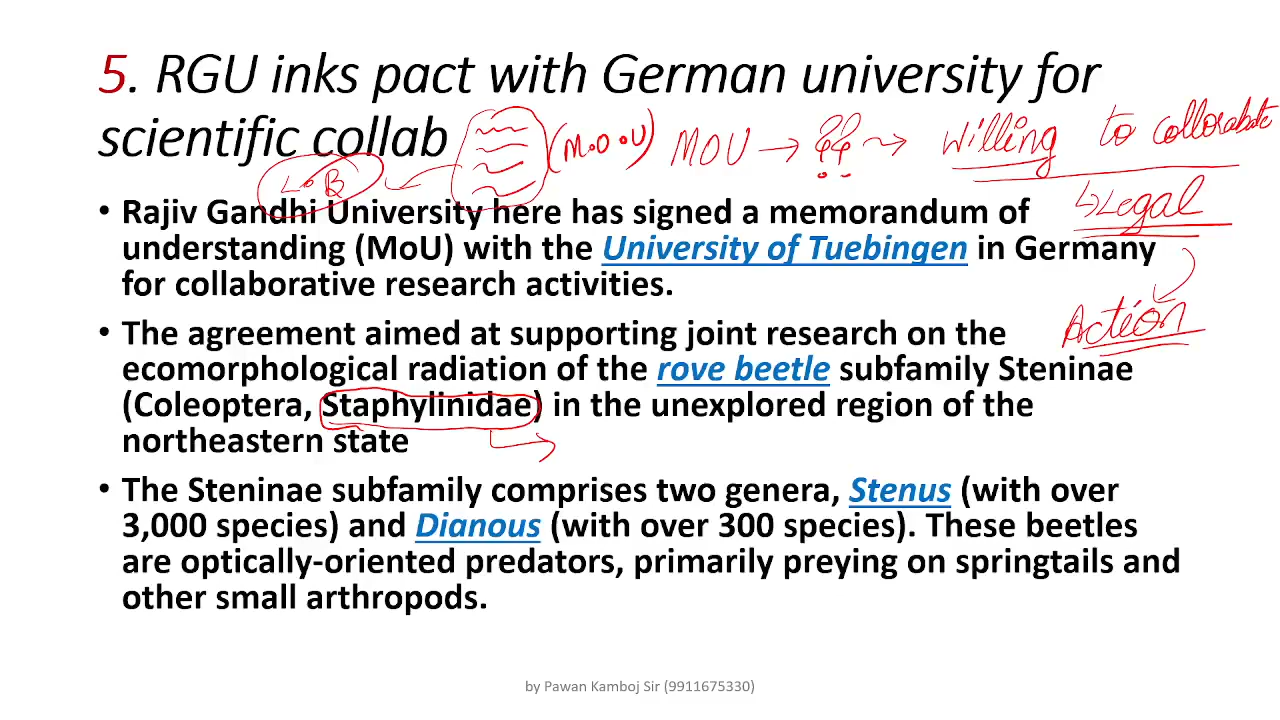 5. RGU inks pact with German university for
scientific collab
(M.O.U) MOU → Willing to collorabate
L.O.B
↳ Legal
Action
• Rajiv Gandhi University here has signed a memorandum of
understanding (MoU) with the University of Tuebingen in Germany
for collaborative research activities.
• The agreement aimed at supporting joint research on the
ecomorphological radiation of the rove beetle subfamily Steninae
(Coleoptera, Staphylinidae) in the unexplored region of the
northeastern state
• The Steninae subfamily comprises two genera, Stenus (with over
3,000 species) and Dianous (with over 300 species). These beetles
are optically-oriented predators, primarily preying on springtails and
other small arthropods.
by Pawan Kamboj Sir (9911675330)